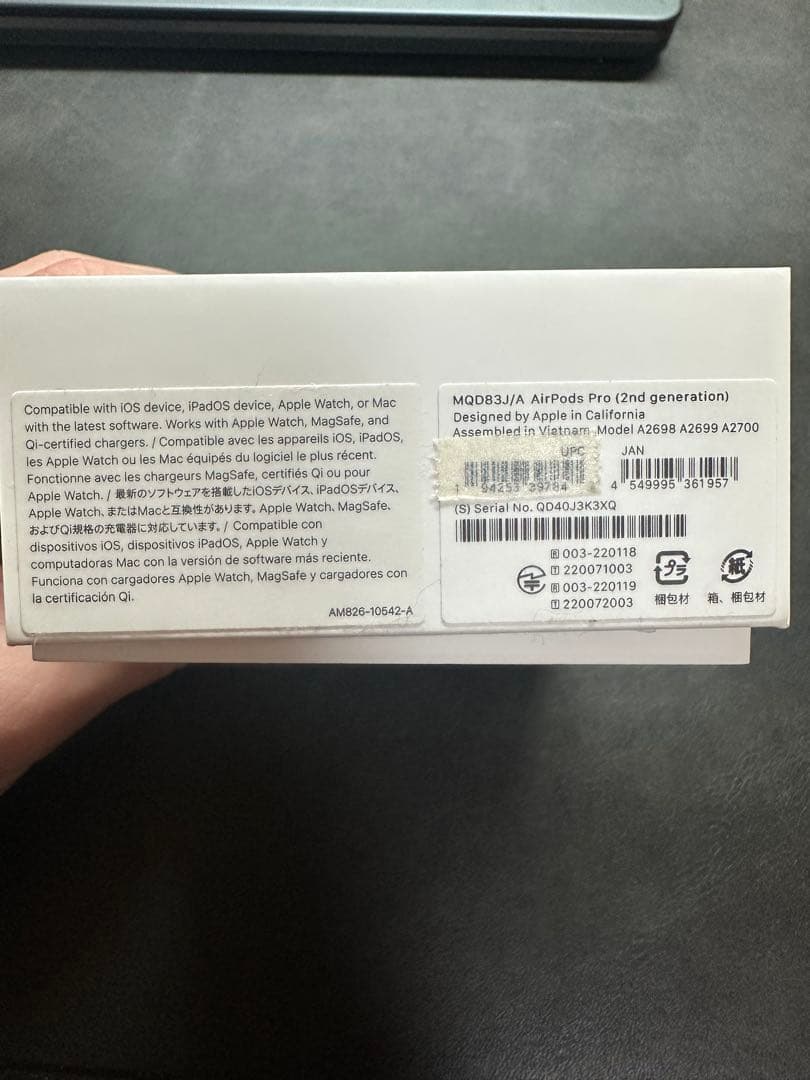 Compatible with iOS device, iPadOS device, Apple Watch, or Mac
with the latest software. Works with Apple Watch, MagSafe, and
Qi-certified chargers. / Compatible avec les appareils iOS, iPadOS,
les Apple Watch ou les Mac équipés du logiciel le plus récent.
Fonctionne avec les chargeurs MagSafe, certifiés Qi ou pour
Apple Watch. / 最新のソフトウェアを搭載したiOSデバイス、iPadOSデバイス、
Apple Watch、またはMacと互換性があります。Apple Watch、MagSafe、
およびQi規格の充電器に対応しています。/ Compatible con
dispositivos iOS, dispositivos iPadOS, Apple Watch y
computadoras Mac con la versión de software más reciente.
Funciona con cargadores Apple Watch, MagSafe y cargadores con
la certificación Qi.
AM826-10542-A
MQD83J/A AirPods Pro (2nd generation)
Designed by Apple in California
Assembled in Vietnam Model A2698 A2699 A2700
UPC
1 94253 39784
JAN
4 549995 361957
(S) Serial No. QD40J3K3XQ
R 003-220118
T 220071003
R 003-220119
T 220072003
プラ
梱包材
紙
箱、梱包材